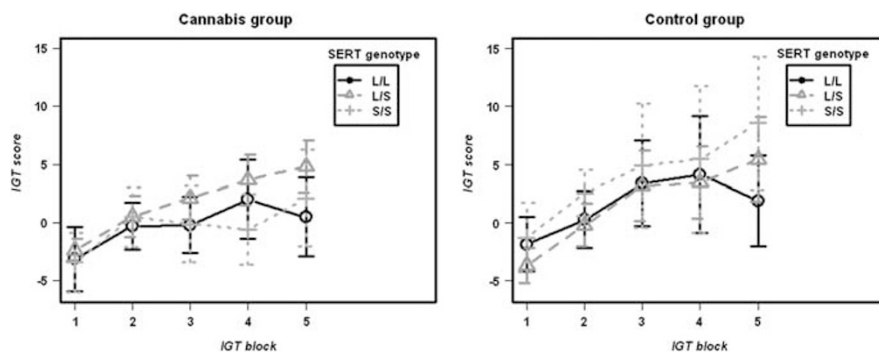 Cannabis group
SERT genotype
L/L
L/S
S/S
IGT score
15
10
5
0
-5
1 2 3 4 5
IGT block
Control group
SERT genotype
L/L
L/S
S/S
IGT score
15
10
5
0
-5
1 2 3 4 5
IGT block